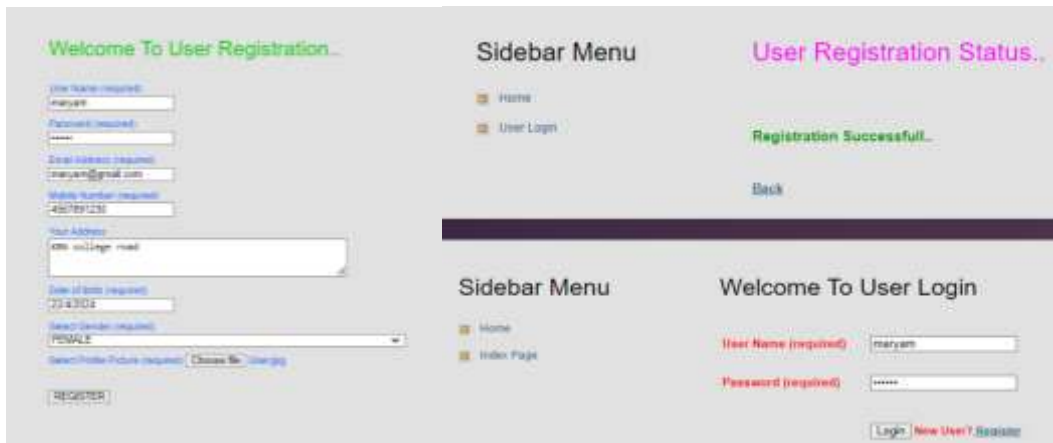 Welcome To User Registration..
User Name (required)
maryam
Password (required)
••••••
Email Address (required)
maryam@gmail.com
Mobile Number (required)
4567891230
Your Address
college road
Date of Birth (required)
Select Gender (required)
FEMALE
Select Profile Picture (required) Choose file
REGISTER
Sidebar Menu
Home
User Login
User Registration Status..
Registration Successfull..
Back
Sidebar Menu
Home
Index Page
Welcome To User Login
User Name (required) maryam
Password (required) ••••••
Login New User? Register